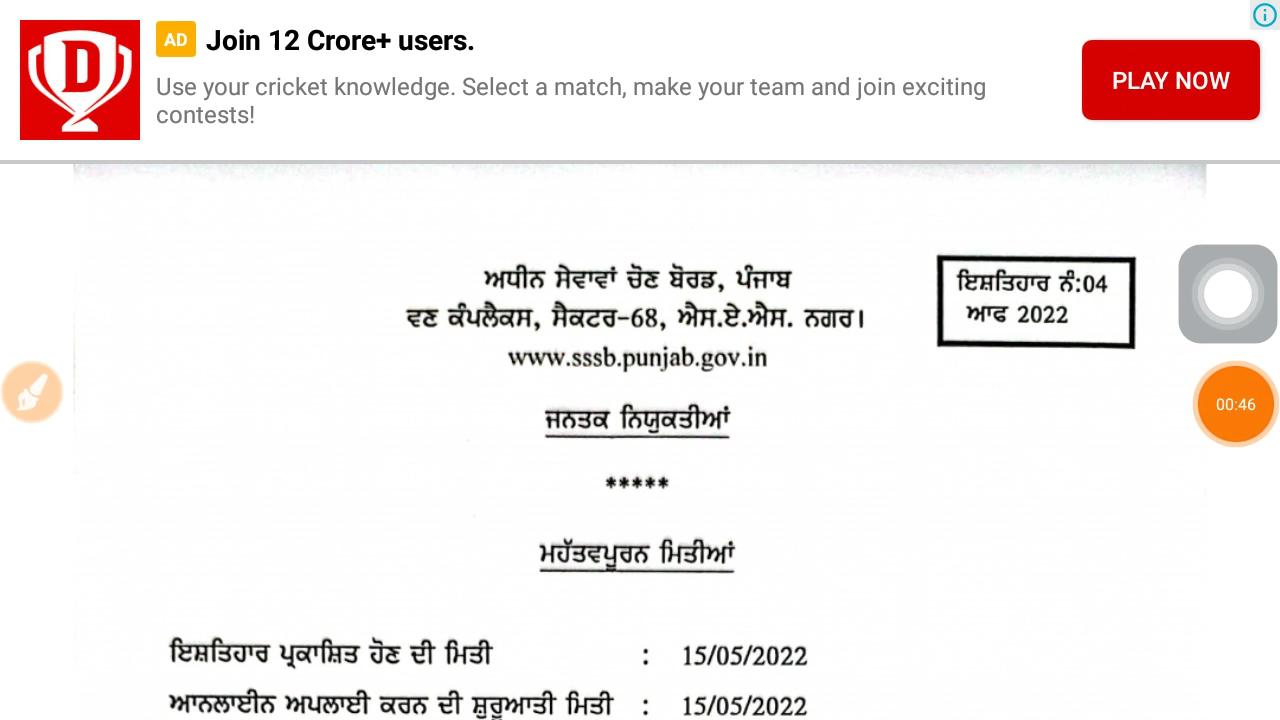 D
AD
Join 12 Crore+ users.
Use your cricket knowledge. Select a match, make your team and join exciting
contests!
PLAY NOW
ਅਧੀਨ ਸੇਵਾਵਾਂ ਚੋਣ ਬੋਰਡ, ਪੰਜਾਬ
ਵਣ ਕੰਪਲੈਕਸ, ਸੈਕਟਰ-68, ਐਸ.ਏ.ਐਸ. ਨਗਰ।
www.sssb.punjab.gov.in
ਇਸ਼ਤਿਹਾਰ ਨੰ:04
ਆਫ 2022
ਜਨਤਕ ਨਿਯੁਕਤੀਆਂ
*****
00:46
ਮਹੱਤਵਪੂਰਨ ਮਿਤੀਆਂ
ਇਸ਼ਤਿਹਾਰ ਪ੍ਰਕਾਸ਼ਿਤ ਹੋਣ ਦੀ ਮਿਤੀ : 15/05/2022
ਆਨਲਾਈਨ ਅਪਲਾਈ ਕਰਨ ਦੀ ਸ਼ੁਰੂਆਤੀ ਮਿਤੀ : 15/05/2022